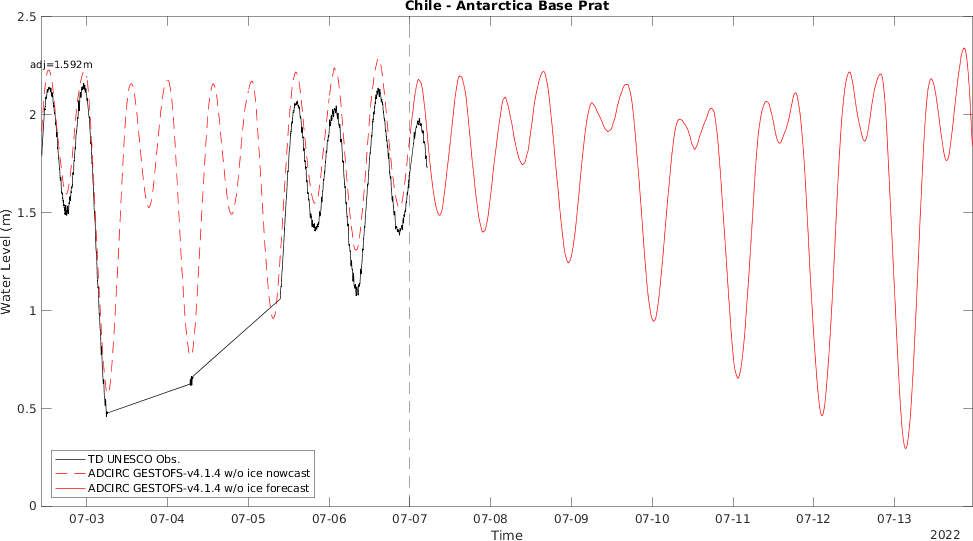 Chile - Antarctica Base Prat
adj=1.592m
Water Level (m)
2.5
2
1.5
1
0.5
0
TD UNESCO Obs.
ADCIRC GESTOFS-v4.1.4 w/o ice nowcast
ADCIRC GESTOFS-v4.1.4 w/o ice forecast
07-03 07-04 07-05 07-06 07-07 07-08 07-09 07-10 07-11 07-12 07-13
Time
2022